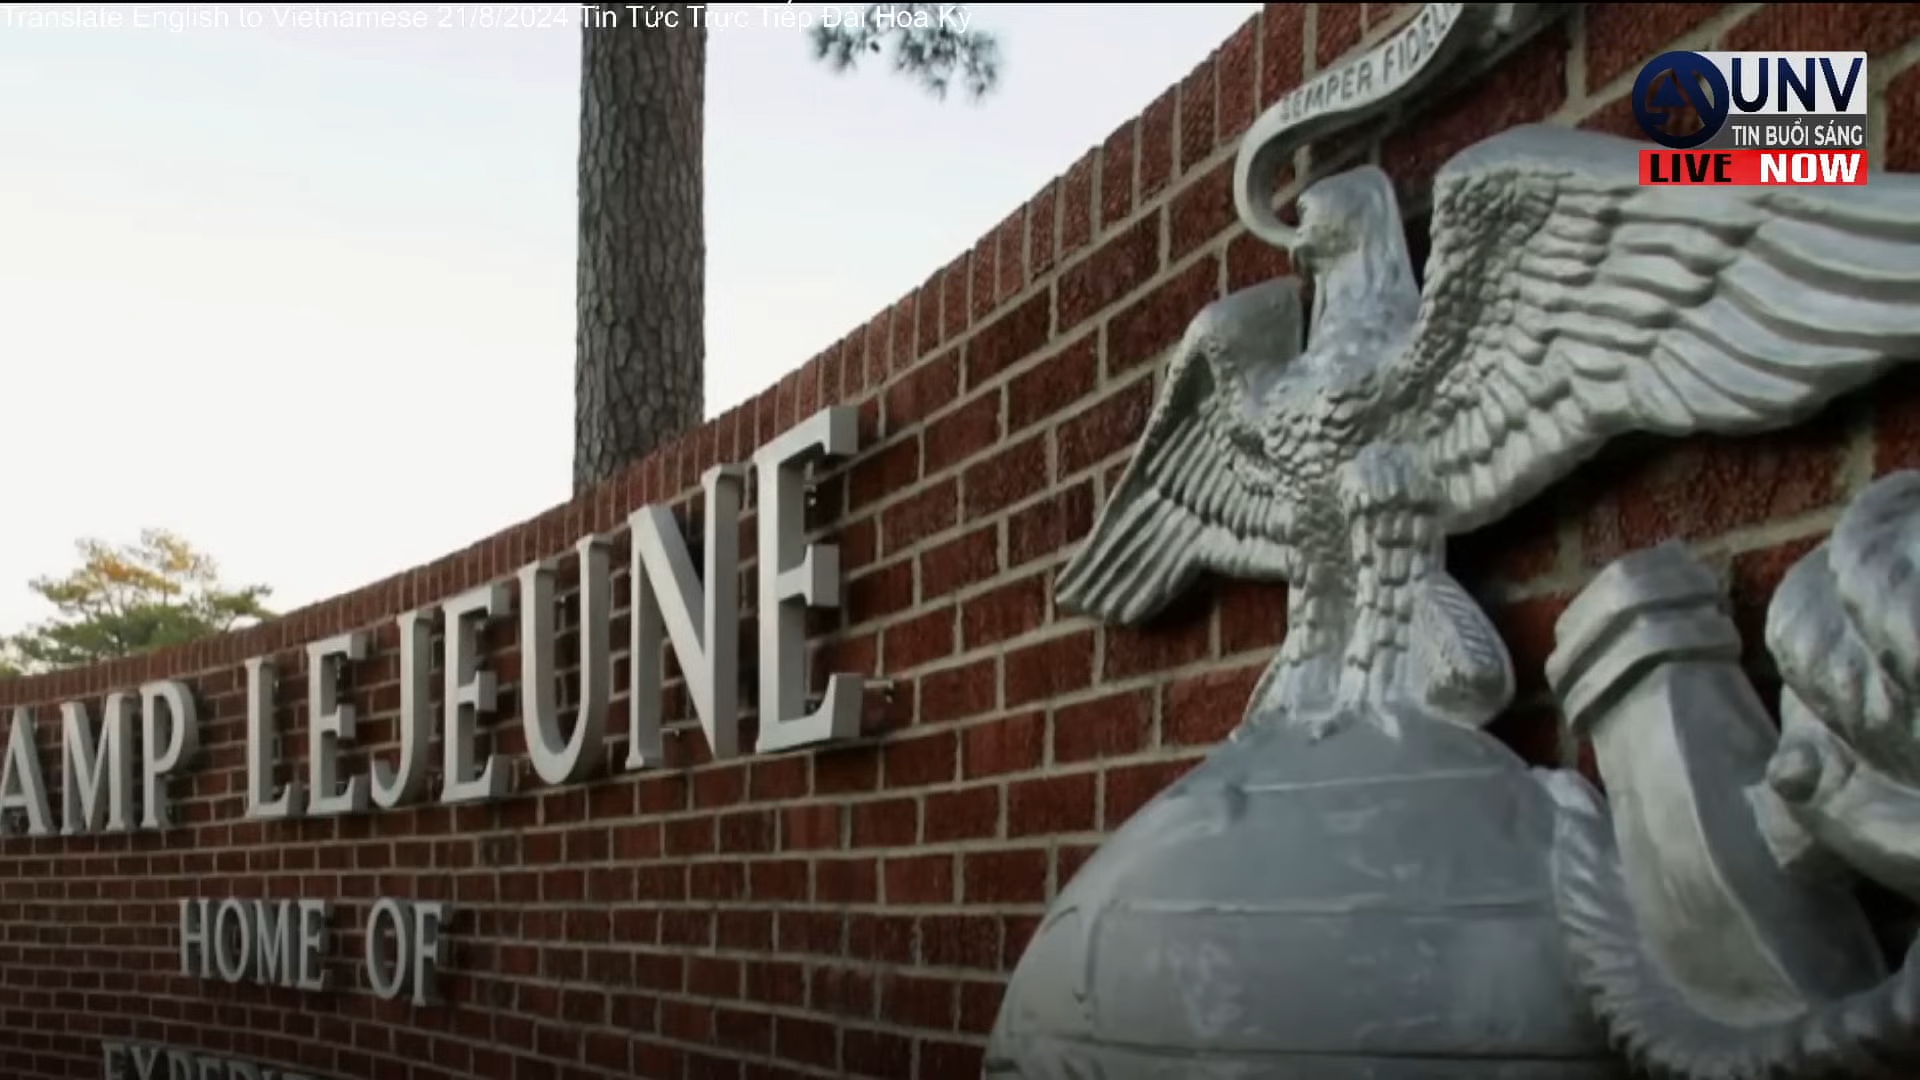 Translate English to Vietnamese 21/8/2024 Tin Tức Trực Tiếp Đài Hoa Kỳ
SEMPER FIDEL
UNV
TIN BUỔI SÁNG
LIVE NOW
AMP LEJEUNE
HOME OF